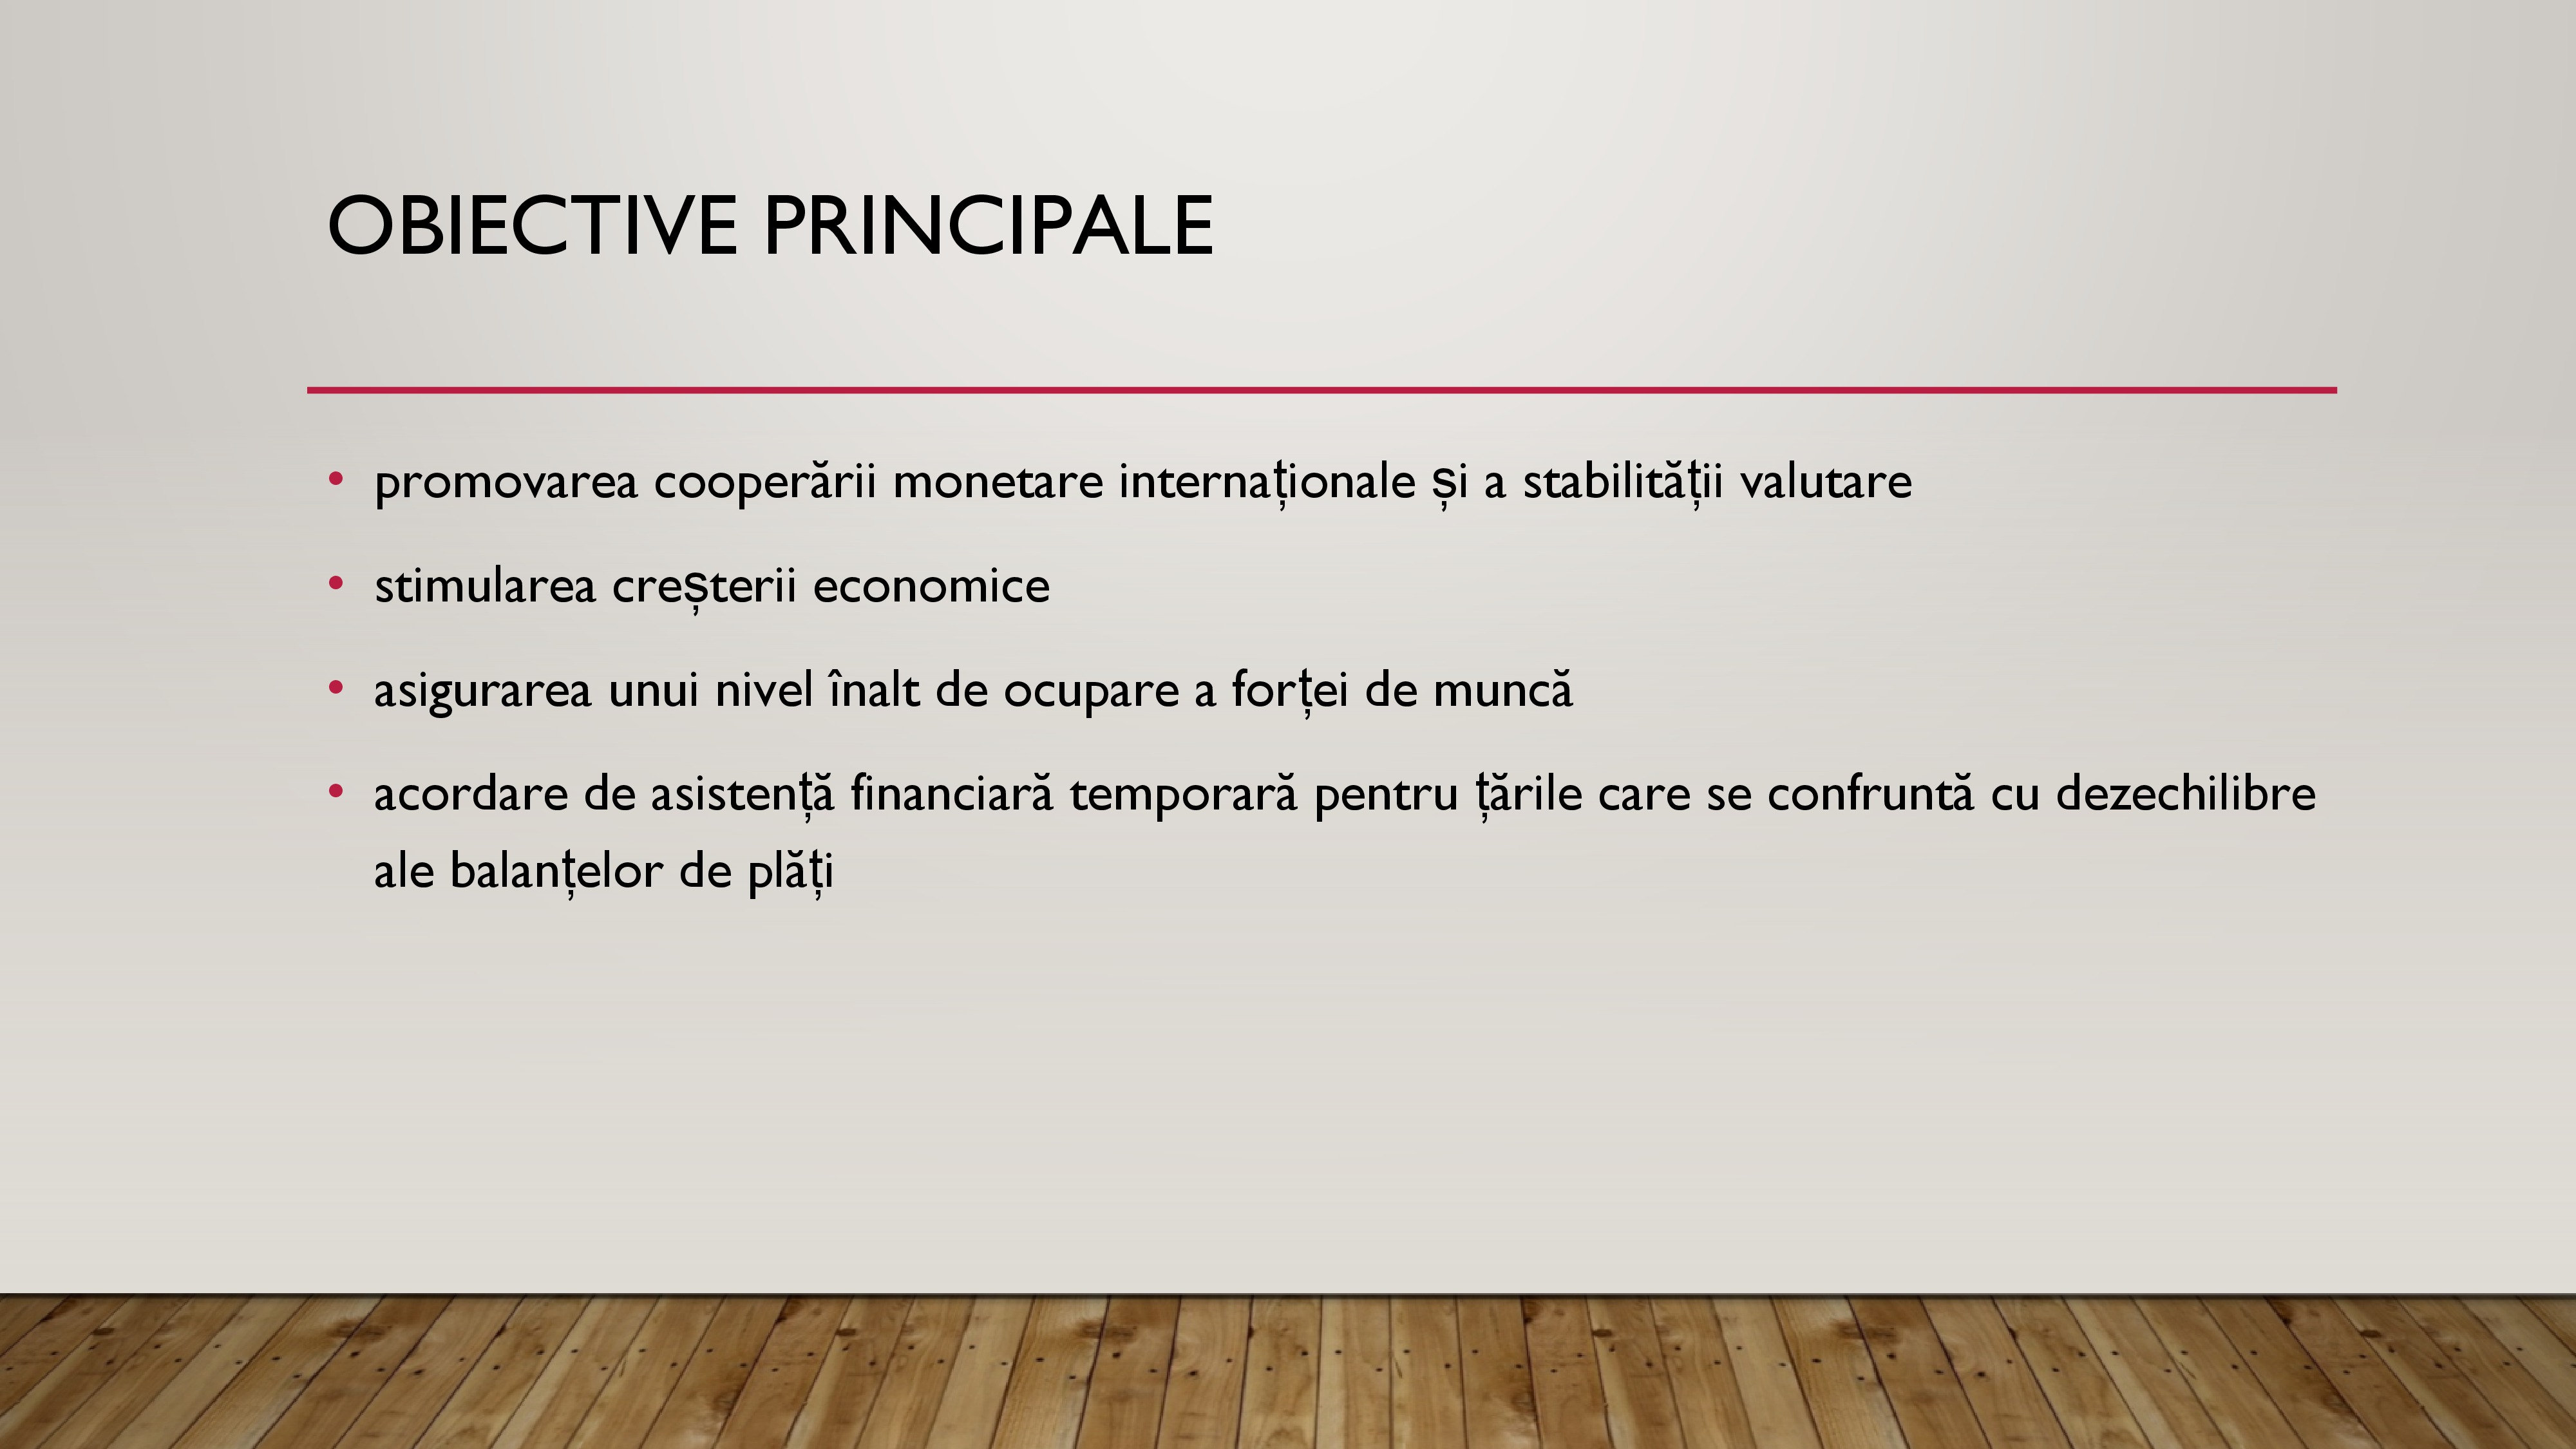 OBIECTIVE PRINCIPALE
• promovarea cooperării monetare internaționale și a stabilității valutare
• stimularea creșterii economice
• asigurarea unui nivel înalt de ocupare a forței de muncă
• acordare de asistență financiară temporară pentru țările care se confruntă cu dezechilibre
ale balanțelor de plăți